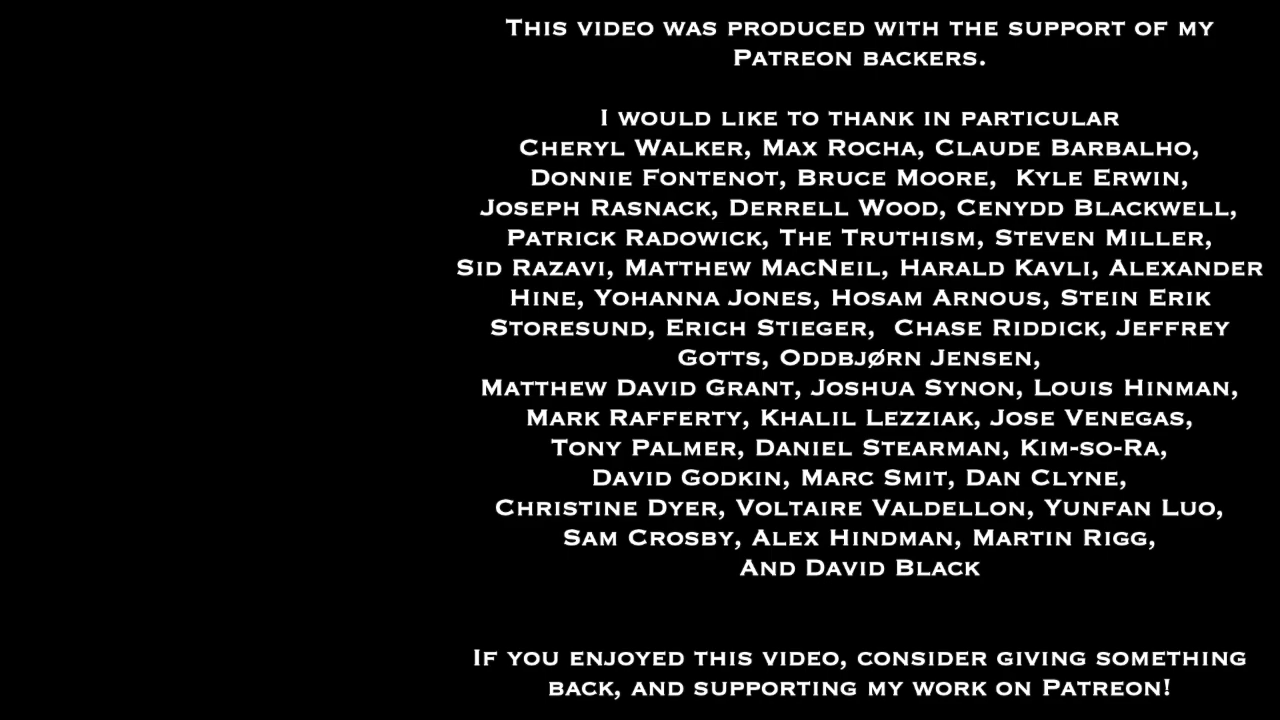 This video was produced with the support of my
Patreon backers.
I would like to thank in particular
Cheryl Walker, Max Rocha, Claude Barbalho,
Donnie Fontenot, Bruce Moore,  Kyle Erwin,
Joseph Rasnack, Derrell Wood, Cenydd Blackwell,
Patrick Radowick, The Truthism, Steven Miller,
Sid Razavi, Matthew MacNeil, Harald Kavli, Alexander
Hine, Yohanna Jones, Hosam Arnous, Stein Erik
Storesund, Erich Stieger,  Chase Riddick, Jeffrey
Gotts, Oddbjørn Jensen,
Matthew David Grant, Joshua Synon, Louis Hinman,
Mark Rafferty, Khalil Lezziak, Jose Venegas,
Tony Palmer, Daniel Stearman, Kim-so-Ra,
David Godkin, Marc Smit, Dan Clyne,
Christine Dyer, Voltaire Valdellon, Yunfan Luo,
Sam Crosby, Alex Hindman, Martin Rigg,
And David Black
If you enjoyed this video, consider giving something
back, and supporting my work on Patreon!